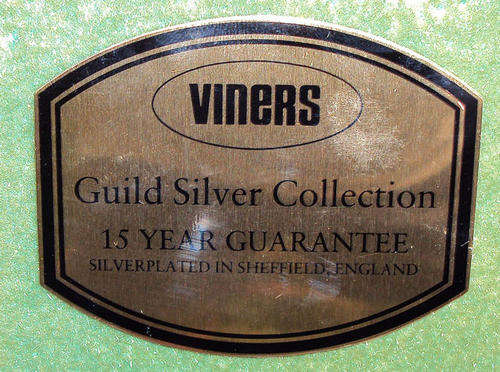 VINERS
Guild Silver Collection
15 YEAR GUARANTEE
SILVERPLATED IN SHEFFIELD, ENGLAND